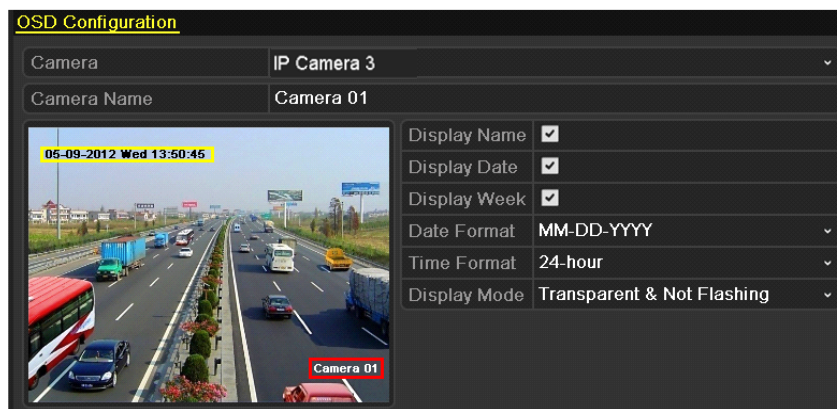 OSD Configuration
Camera IP Camera 3
Camera Name Camera 01
05-09-2012 Wed 13:50:45
Camera 01
Display Name
Display Date
Display Week
Date Format MM-DD-YYYY
Time Format 24-hour
Display Mode Transparent & Not Flashing